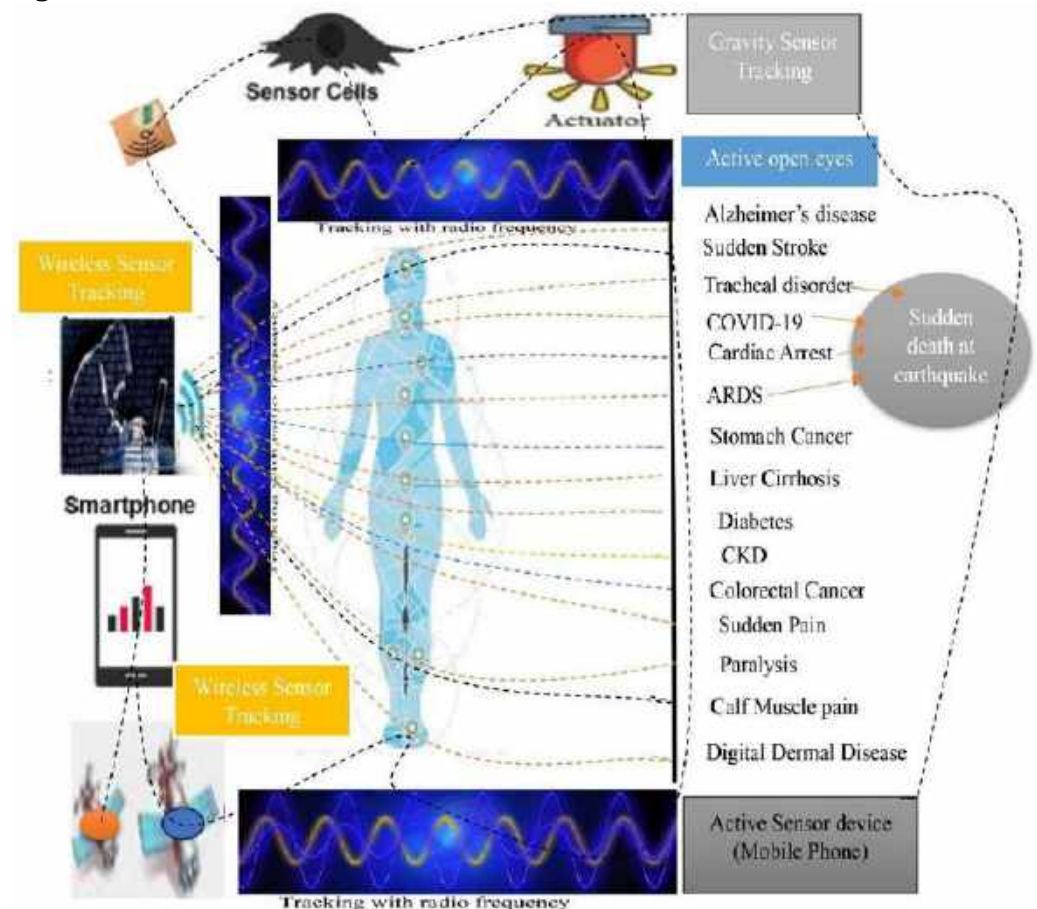 Sensor Cells
Actuator
Gravity Sensor
Tracking
Active open eyes
Tracking with radio frequency
Wireless Sensor
Tracking
Alzheimer's disease
Sudden Stroke
Tracheal disorder
COVID-19
Cardiac Arrest
ARDS
Sudden
death at
earthquake
Stomach Cancer
Liver Cirrhosis
Diabetes
CKD
Colorectal Cancer
Sudden Pain
Paralysis
Calf Muscle pain
Digital Dermal Disease
Smartphone
Wireless Sensor
Tracking
Active Sensor device
(Mobile Phone)
Tracking with radio frequency